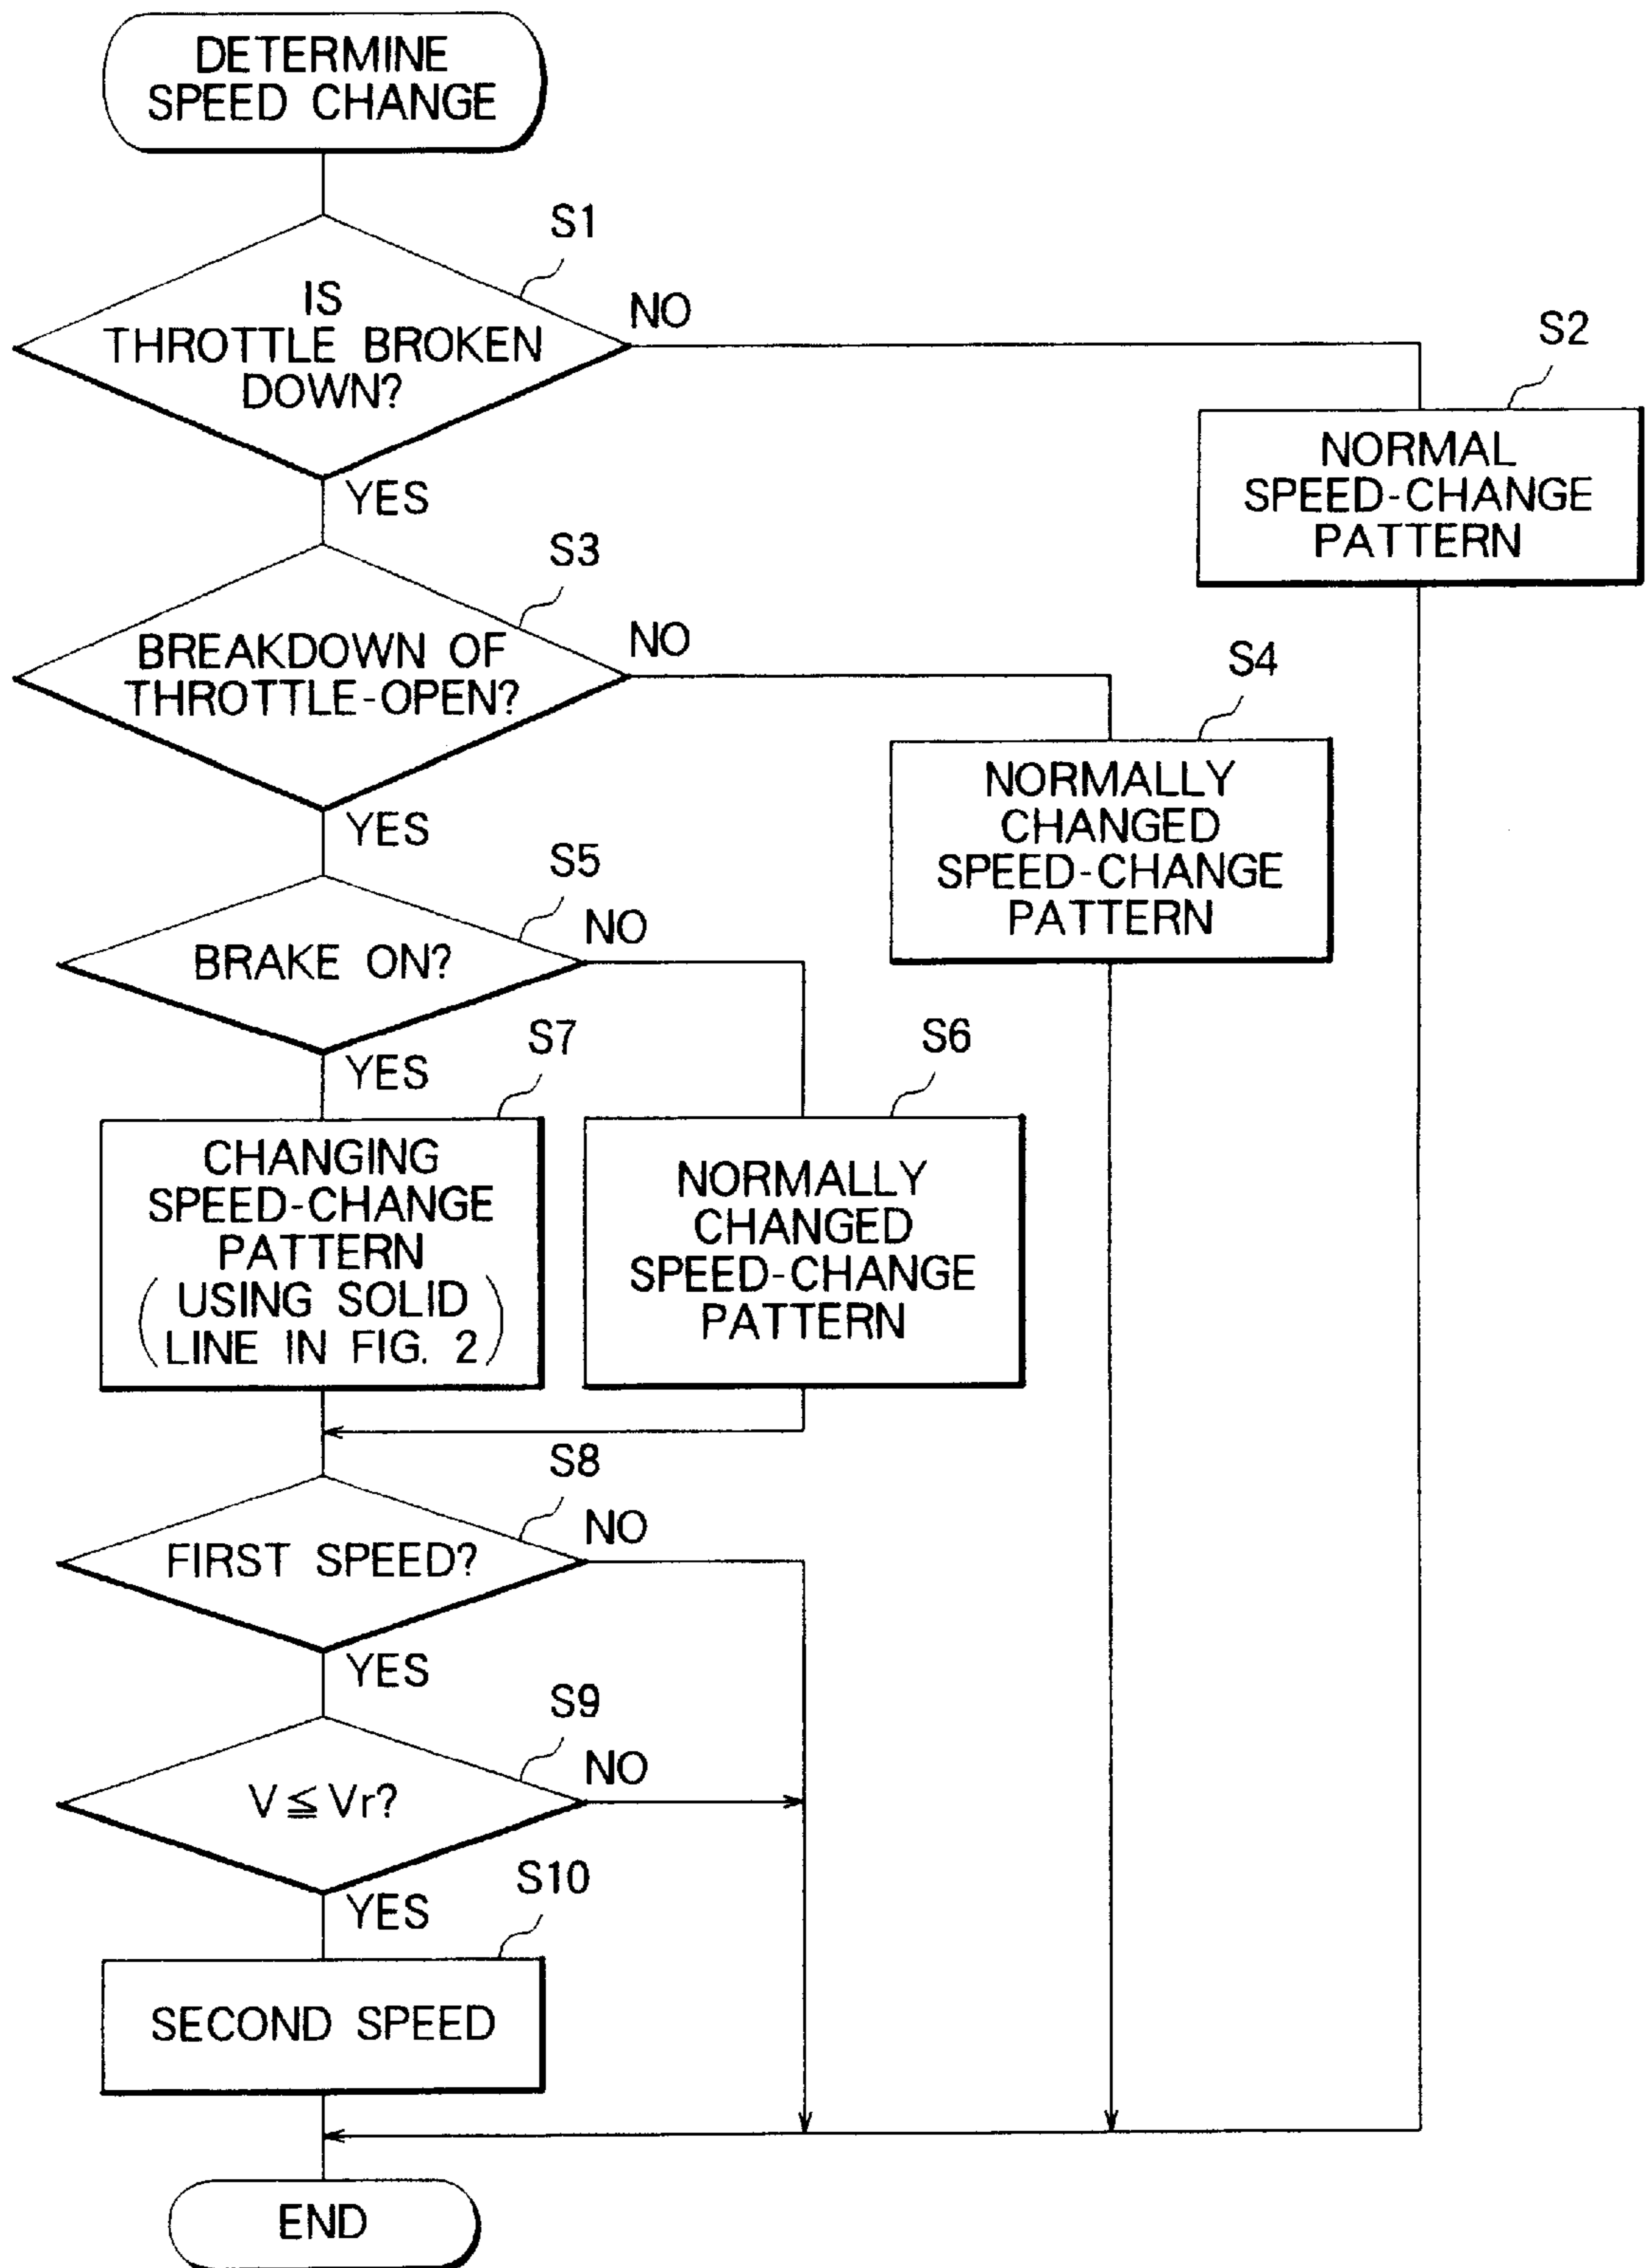 DETERMINE
SPEED CHANGE
S1
IS
THROTTLE BROKEN
DOWN?
NO
YES
S2
NORMAL
SPEED-CHANGE
PATTERN
S3
BREAKDOWN OF
THROTTLE-OPEN?
NO
YES
S4
NORMALLY
CHANGED
SPEED-CHANGE
PATTERN
S5
BRAKE ON?
NO
YES
S7
CHANGING
SPEED-CHANGE
PATTERN
(USING SOLID
LINE IN FIG. 2)
S6
NORMALLY
CHANGED
SPEED-CHANGE
PATTERN
S8
FIRST SPEED?
NO
YES
S9
V≦Vr?
NO
YES
S10
SECOND SPEED
END